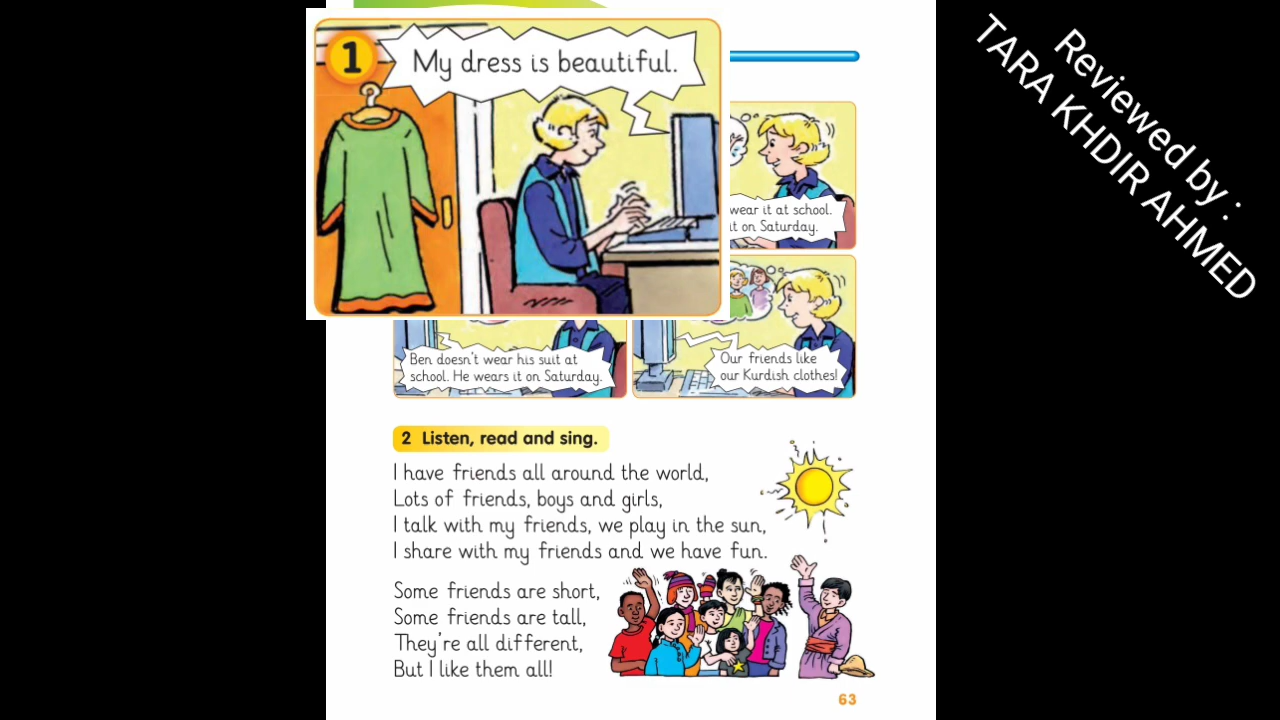 1
My dress is beautiful.
wear it at school.
it on Saturday.
Ben doesn't wear his suit at
school. He wears it on Saturday.
Our friends like
our Kurdish clothes!
2 Listen, read and sing.
I have friends all around the world,
Lots of friends, boys and girls,
I talk with my friends, we play in the sun,
I share with my friends and we have fun.
Some friends are short,
Some friends are tall,
They're all different,
But I like them all!
63
Reviewed by :
TARA KHDIR AHMED